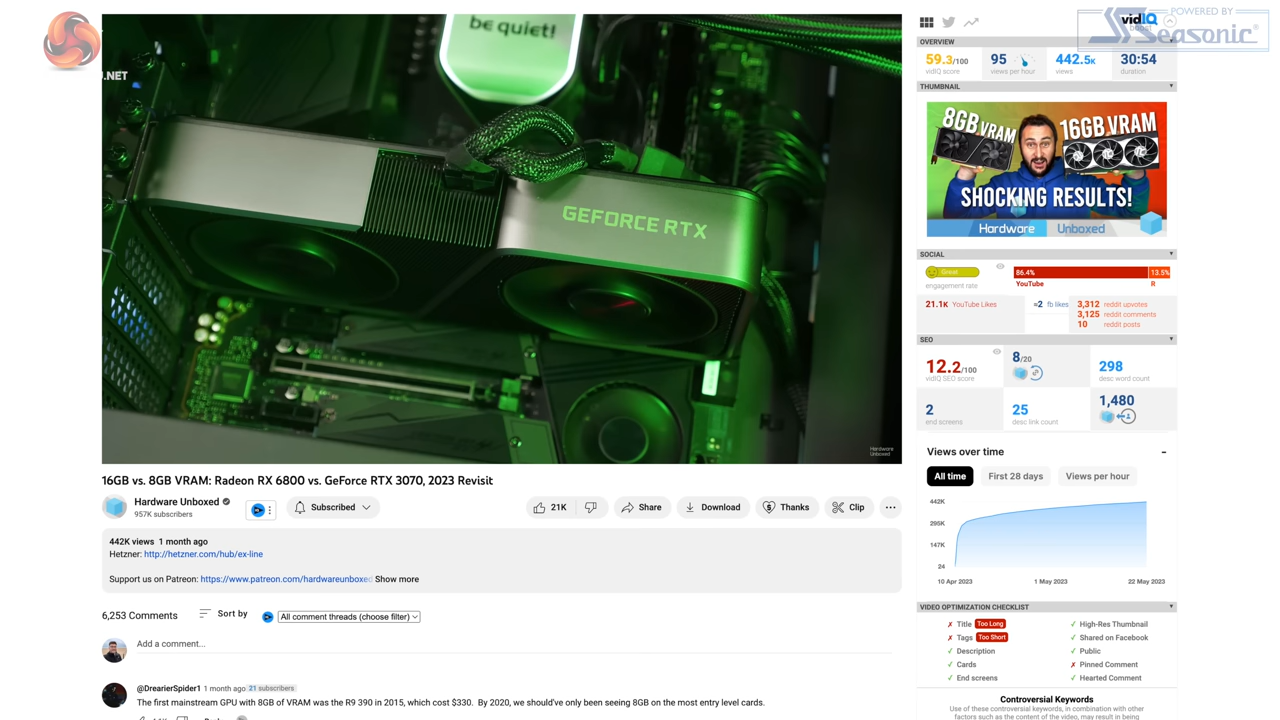 be quiet!
J.NET
GEFORCE RTX
Hardware
Unboxed
16GB vs. 8GB VRAM: Radeon RX 6800 vs. GeForce RTX 3070, 2023 Revisit
Hardware Unboxed
957K subscribers
Subscribed
21K
Share
Download
Thanks
Clip
442K views 1 month ago
Hetzner: http://hetzner.com/hub/ex-line
Support us on Patreon: https://www.patreon.com/hardwareunboxed Show more
6,253 Comments
Sort by
All comment threads (choose filter)
Add a comment...
@DrearierSpider1 1 month ago 21 subscribers
The first mainstream GPU with 8GB of VRAM was the R9 390 in 2015, which cost $330. By 2020, we should've only been seeing 8GB on the most entry level cards.
POWERED BY
Seasonic
vidIQ
boost
OVERVIEW
59.3/100
vidIQ score
95
views per hour
442.5K
views
30:54
duration
THUMBNAIL
8GB VRAM
16GB VRAM
SHOCKING RESULTS!
Hardware Unboxed
SOCIAL
Great
engagement rate
86.4%
13.5%
YouTube
R
21.1K YouTube Likes
≈2 fb likes
3,312 reddit upvotes
3,125 reddit comments
10 reddit posts
SEO
12.2/100
vidIQ SEO score
8/20
298
desc word count
2
end screens
25
desc link count
1,480
Views over time
-
All time
First 28 days
Views per hour
442K
295K
147K
24
10 Apr 2023
1 May 2023
22 May 2023
VIDEO OPTIMIZATION CHECKLIST
✗ Title Too Long
✓ High-Res Thumbnail
✗ Tags Too Short
✓ Shared on Facebook
✓ Description
✓ Public
✓ Cards
✗ Pinned Comment
✓ End screens
✓ Hearted Comment
Controversial Keywords
Use of these controversial keywords, in combination with other
factors such as the content of the video, may result in being